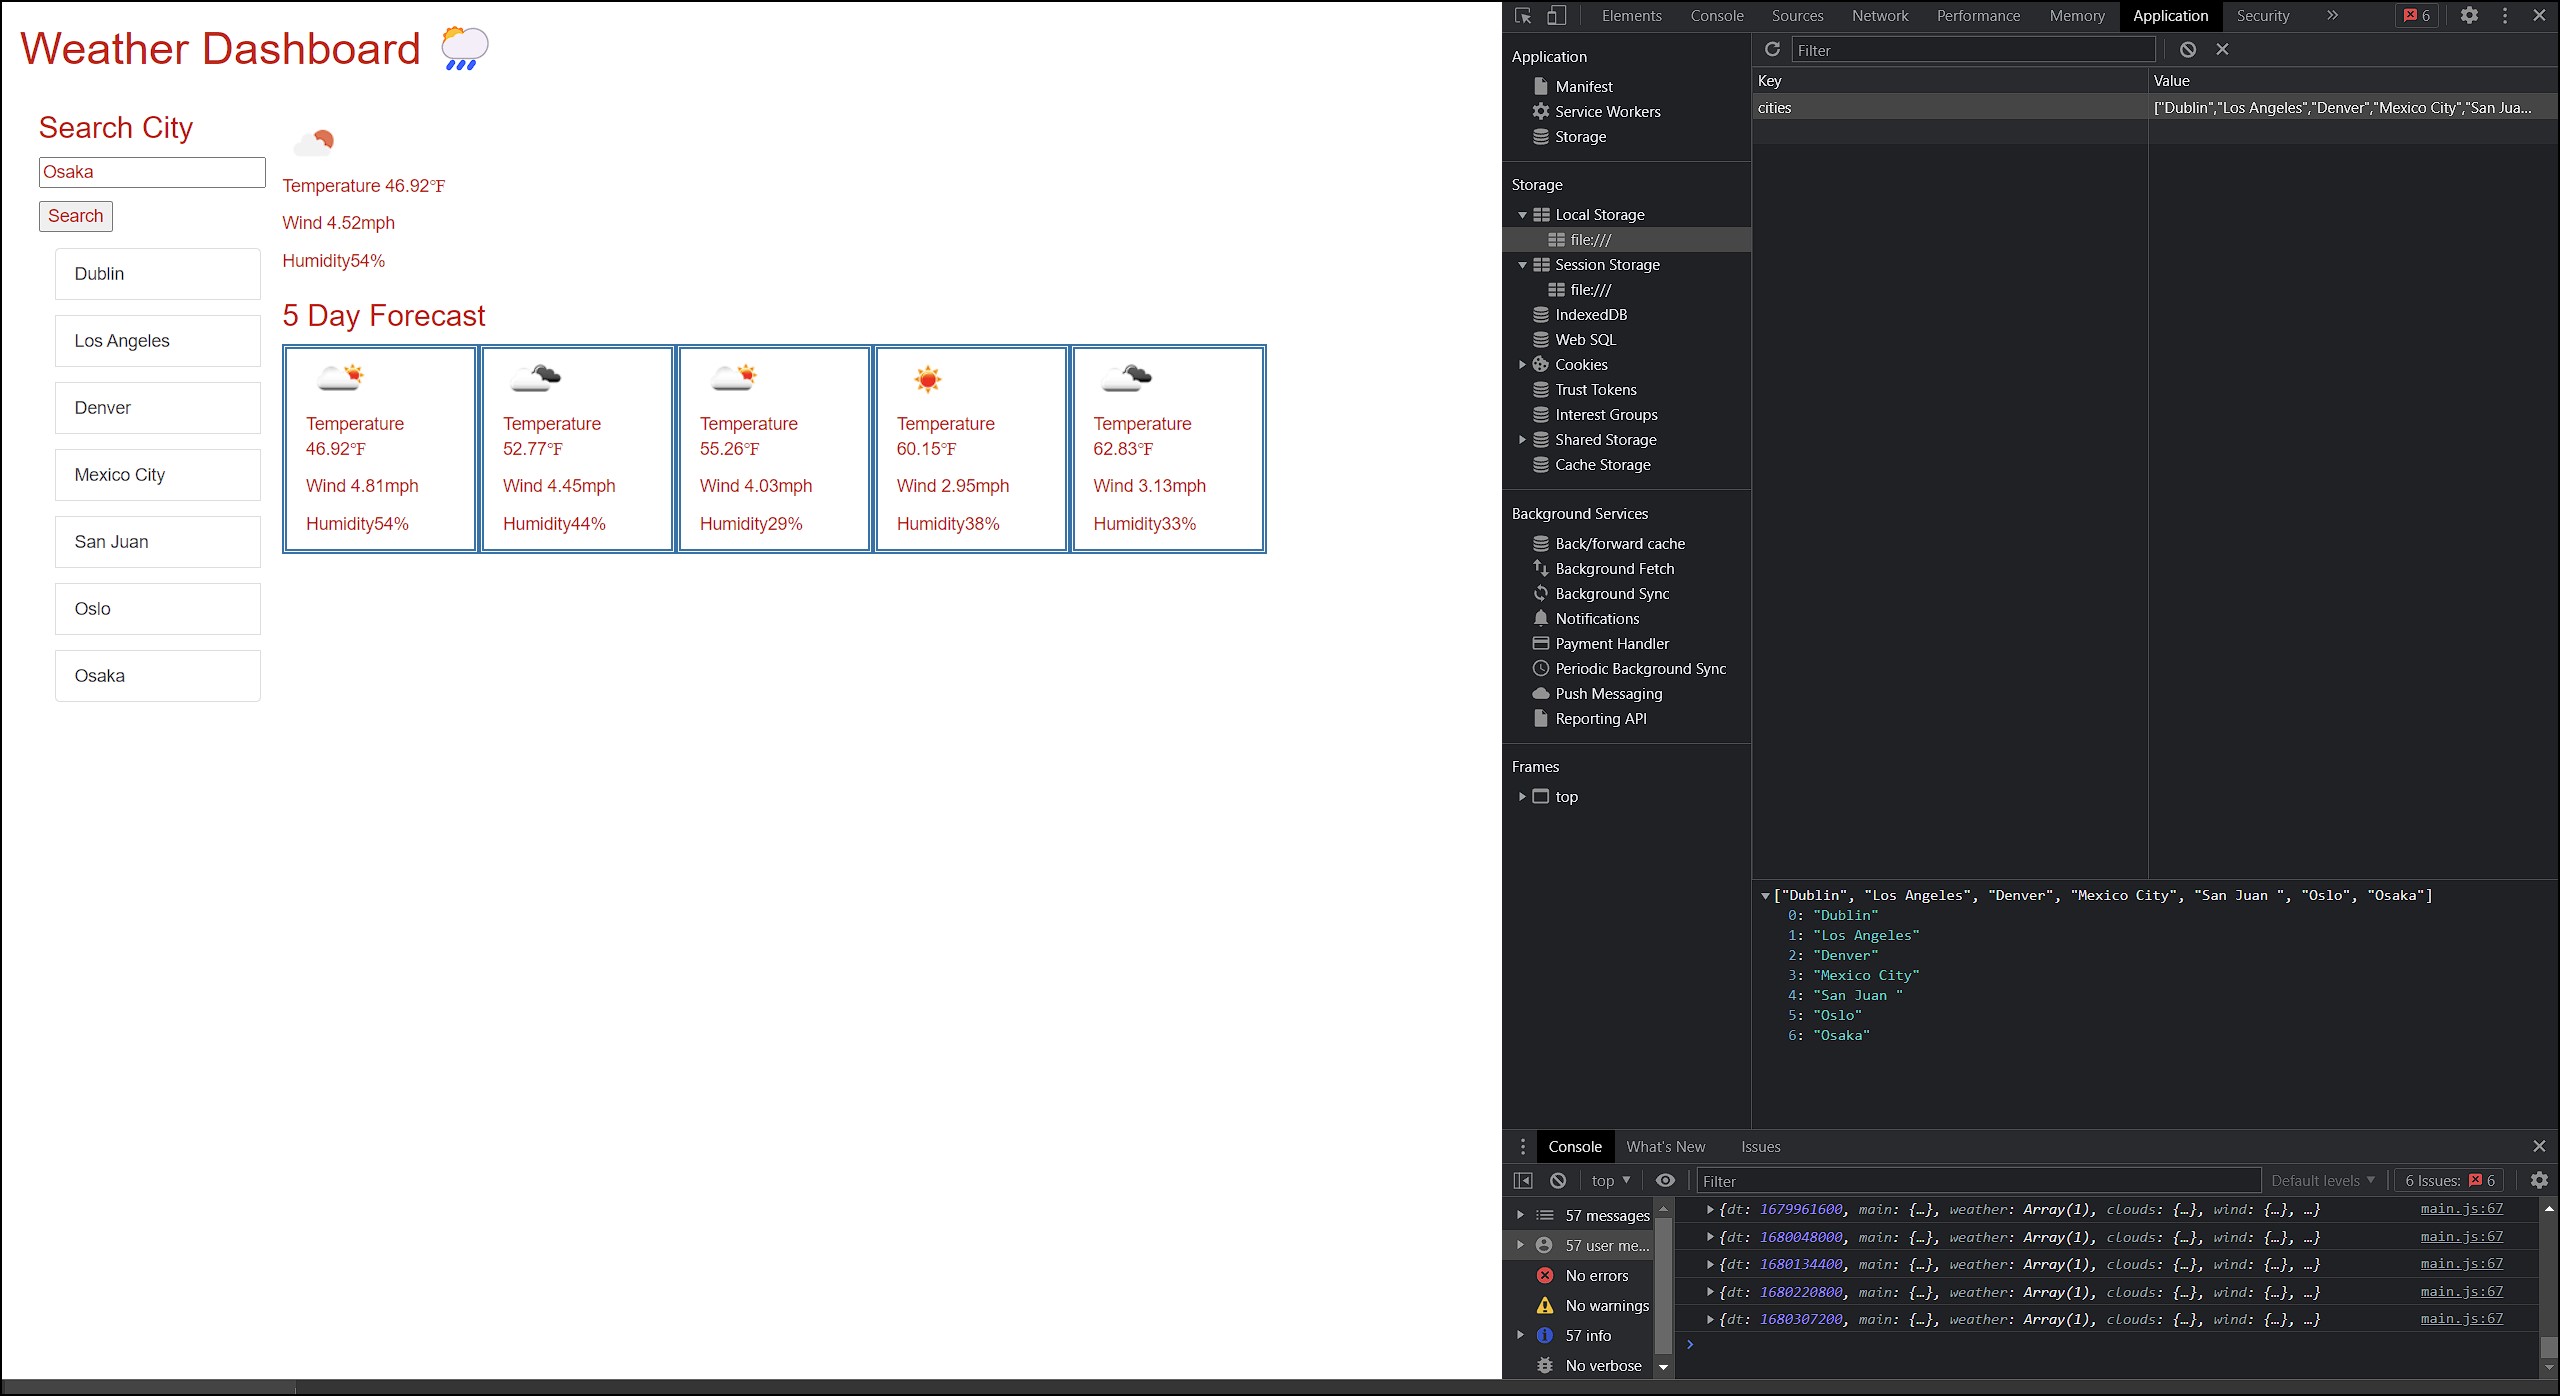 Weather Dashboard
Search City
Osaka
Search
Dublin
Los Angeles
Denver
Mexico City
San Juan
Oslo
Osaka
Temperature 46.92°F
Wind 4.52mph
Humidity54%
5 Day Forecast
Temperature
46.92°F
Wind 4.81mph
Humidity54%
Temperature
52.77°F
Wind 4.45mph
Humidity44%
Temperature
55.26°F
Wind 4.03mph
Humidity29%
Temperature
60.15°F
Wind 2.95mph
Humidity38%
Temperature
62.83°F
Wind 3.13mph
Humidity33%
Elements Console Sources Network Performance Memory Application Security » 6
Application
Manifest
Service Workers
Storage
Storage
Local Storage
file:///
Session Storage
file:///
IndexedDB
Web SQL
Cookies
Trust Tokens
Interest Groups
Shared Storage
Cache Storage
Background Services
Back/forward cache
Background Fetch
Background Sync
Notifications
Payment Handler
Periodic Background Sync
Push Messaging
Reporting API
Frames
top
Filter
Key Value
cities ["Dublin","Los Angeles","Denver","Mexico City","San Jua...
["Dublin", "Los Angeles", "Denver", "Mexico City", "San Juan ", "Oslo", "Osaka"]
0: "Dublin"
1: "Los Angeles"
2: "Denver"
3: "Mexico City"
4: "San Juan "
5: "Oslo"
6: "Osaka"
Console What's New Issues
top Filter Default levels 6 Issues: 6
57 messages
57 user me...
No errors
No warnings
57 info
No verbose
{dt: 1679961600, main: {…}, weather: Array(1), clouds: {…}, wind: {…}, …} main.js:67
{dt: 1680048000, main: {…}, weather: Array(1), clouds: {…}, wind: {…}, …} main.js:67
{dt: 1680134400, main: {…}, weather: Array(1), clouds: {…}, wind: {…}, …} main.js:67
{dt: 1680220800, main: {…}, weather: Array(1), clouds: {…}, wind: {…}, …} main.js:67
{dt: 1680307200, main: {…}, weather: Array(1), clouds: {…}, wind: {…}, …} main.js:67